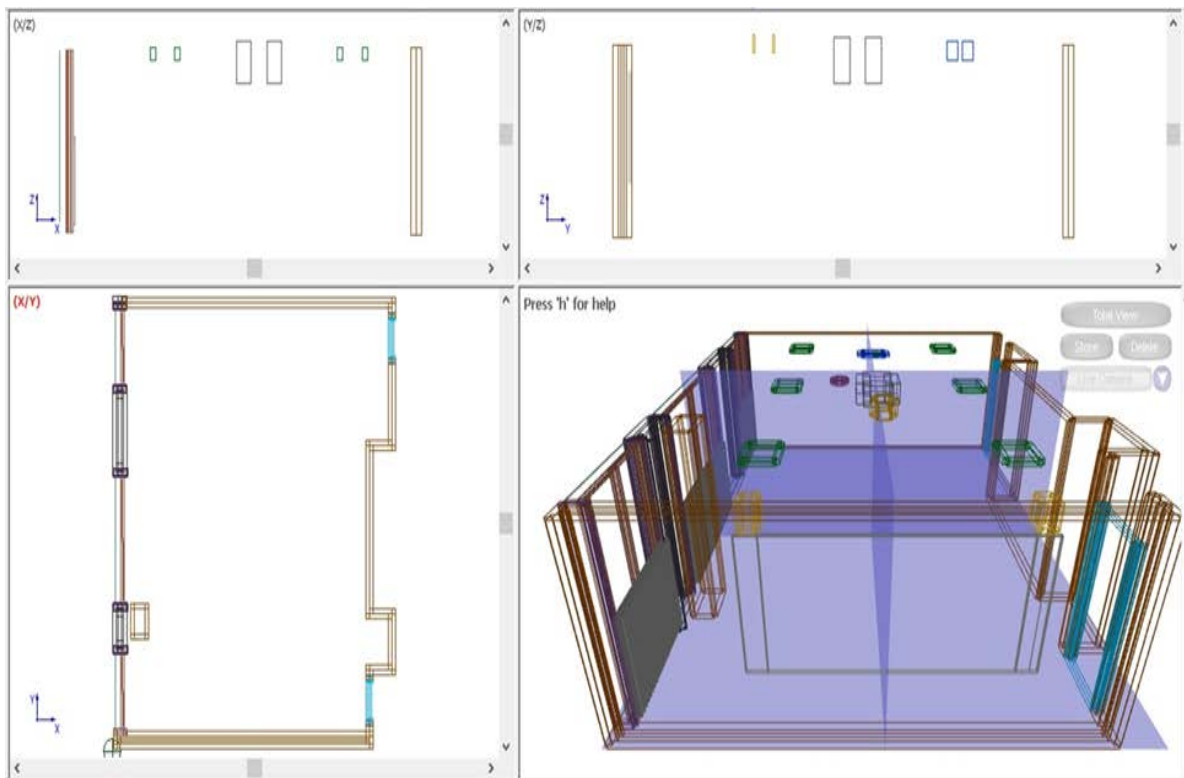 (X/Z)
Z
X
(Y/Z)
Z
Y
(X/Y)
Y
X
Press 'h' for help
Total View
Store
Delete